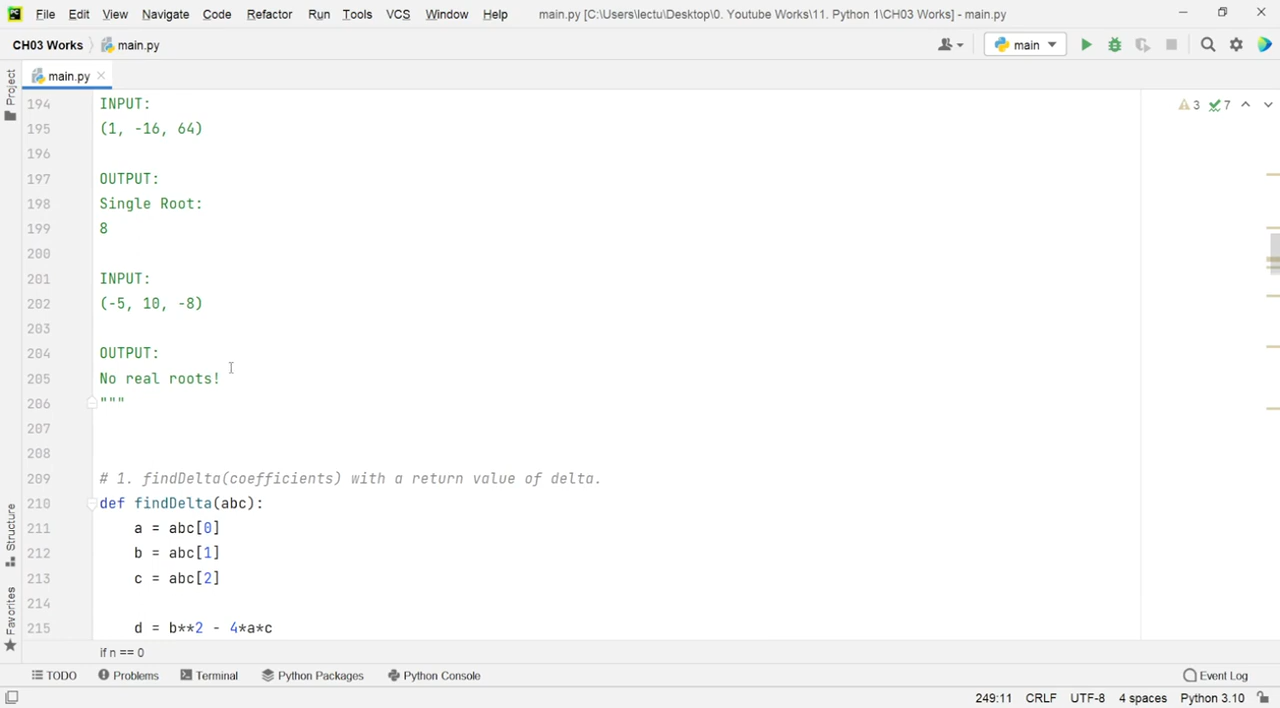 File Edit View Navigate Code Refactor Run Tools VCS Window Help main.py [C:\Users\lectu\Desktop\0. Youtube Works\11. Python 1\CH03 Works] - main.py
CH03 Works main.py main
main.py
Project
3 7
194 INPUT:
195 (1, -16, 64)
196
197 OUTPUT:
198 Single Root:
199 8
200
201 INPUT:
202 (-5, 10, -8)
203
204 OUTPUT:
205 No real roots!
206 """
207
208
209 # 1. findDelta(coefficients) with a return value of delta.
210 def findDelta(abc):
211 a = abc[0]
212 b = abc[1]
213 c = abc[2]
214
215 d = b**2 - 4*a*c
Structure
Favorites
if n == 0
TODO Problems Terminal Python Packages Python Console Event Log
249:11 CRLF UTF-8 4 spaces Python 3.10